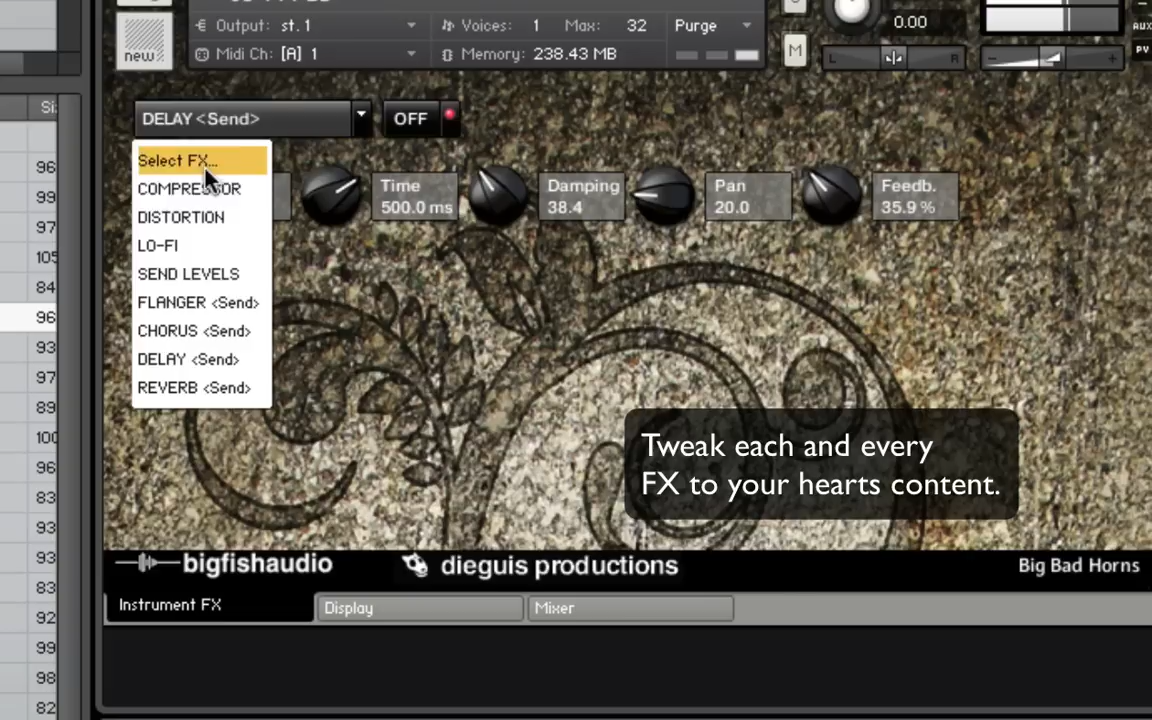 Output: st. 1
Voices: 1 Max: 32
Purge
0.00
AUX
new...
Midi Ch: [A] 1
Memory: 238.43 MB
M
L R
- +
PV
Si
DELAY <Send>
OFF
Select FX...
COMPRESSOR
DISTORTION
LO-FI
SEND LEVELS
FLANGER <Send>
CHORUS <Send>
DELAY <Send>
REVERB <Send>
Time
500.0 ms
Damping
38.4
Pan
20.0
Feedb.
35.9 %
96
99
97
105
84
96
93
97
89
100
96
83
93
93
83
92
99
98
82
Tweak each and every
FX to your hearts content.
bigfishaudio
dieguis productions
Big Bad Horns
Instrument FX
Display
Mixer